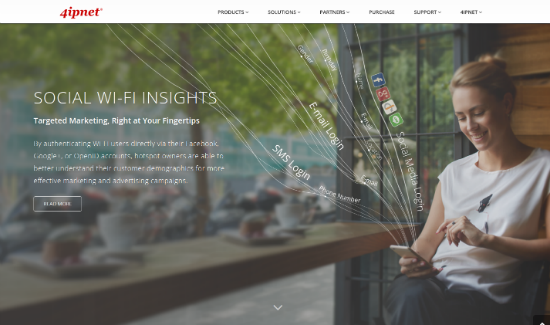 4ipnet
PRODUCTS
SOLUTIONS
PARTNERS
PURCHASE
SUPPORT
4IPNET
SOCIAL WI-FI INSIGHTS
Targeted Marketing, Right at Your Fingertips
By authenticating Wi-Fi users directly via their Facebook,
Google+, or OpenID accounts, hotspot owners are able to
better understand their customer demographics for more
effective marketing and advertising campaigns.
READ MORE
Email Login
SMS Login
Social Media Login
Phone Number
Email